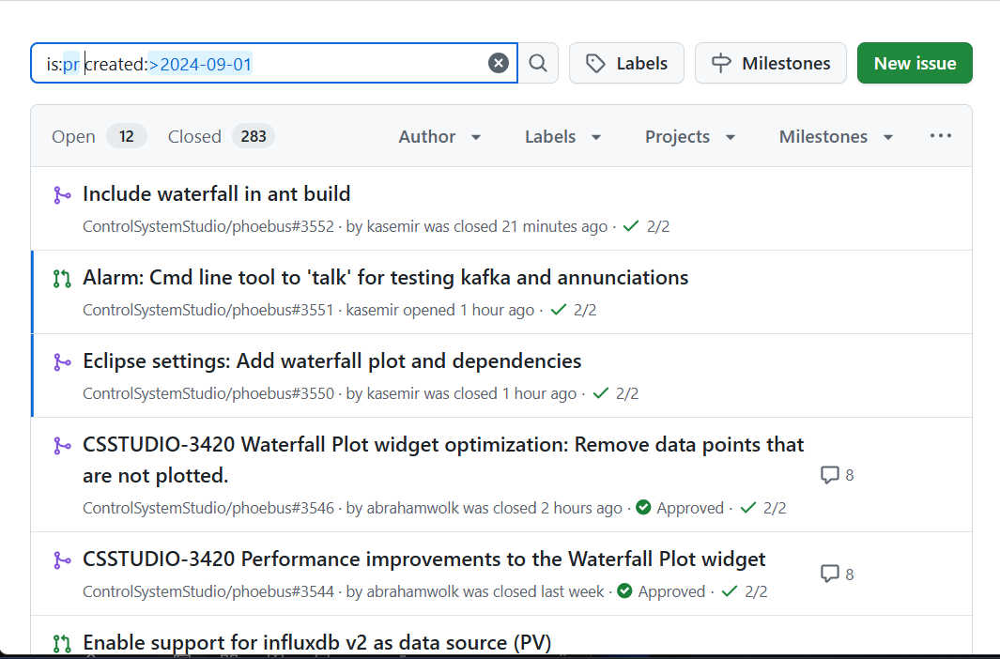 is:pr created:>2024-09-01
Labels
Milestones
New issue
Open 12 Closed 283 Author Labels Projects Milestones
Include waterfall in ant build
ControlSystemStudio/phoebus#3552 · by kasemir was closed 21 minutes ago · 2/2
Alarm: Cmd line tool to 'talk' for testing kafka and annunciations
ControlSystemStudio/phoebus#3551 · kasemir opened 1 hour ago · 2/2
Eclipse settings: Add waterfall plot and dependencies
ControlSystemStudio/phoebus#3550 · by kasemir was closed 1 hour ago · 2/2
CSSTUDIO-3420 Waterfall Plot widget optimization: Remove data points that
are not plotted.
8
ControlSystemStudio/phoebus#3546 · by abrahamwolk was closed 2 hours ago · Approved · 2/2
CSSTUDIO-3420 Performance improvements to the Waterfall Plot widget
8
ControlSystemStudio/phoebus#3544 · by abrahamwolk was closed last week · Approved · 2/2
Enable support for influxdb v2 as data source (PV)